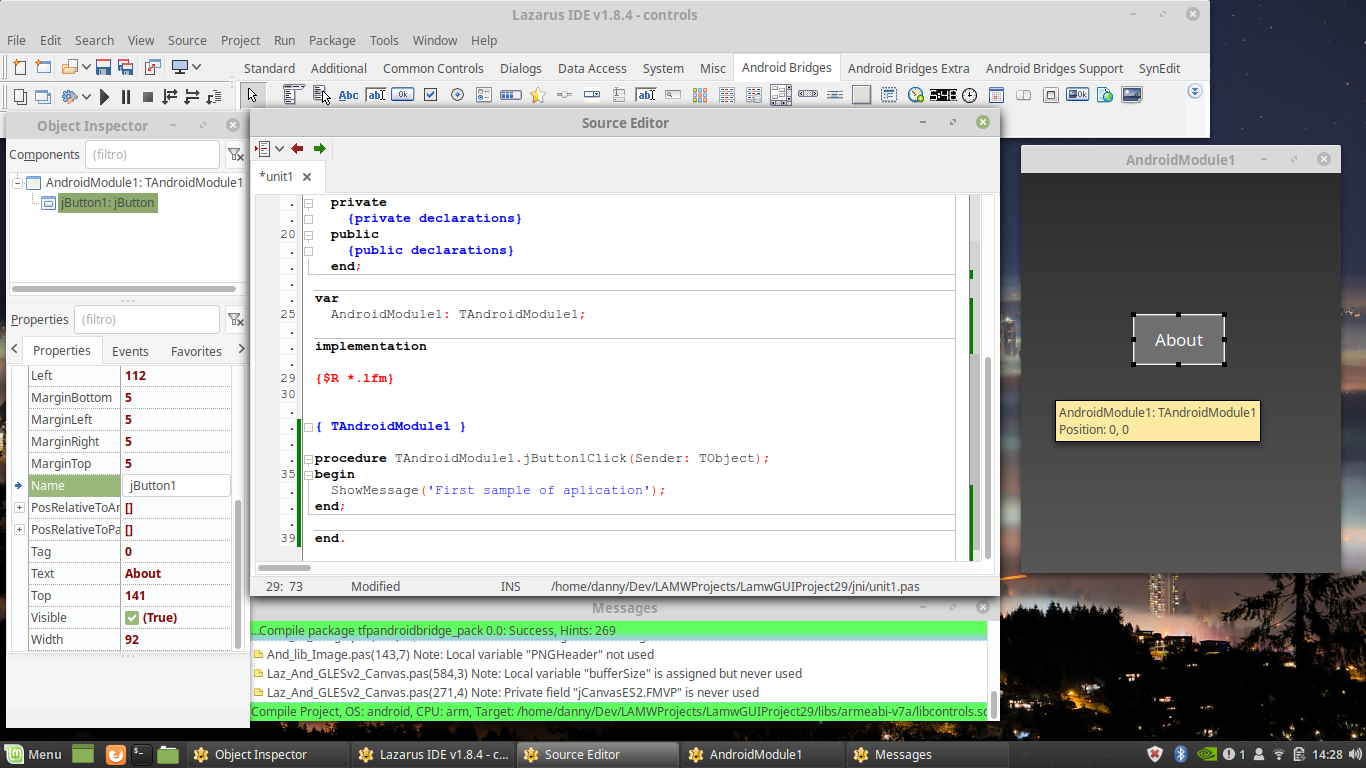 Lazarus IDE v1.8.4 - controls
File Edit Search View Source Project Run Package Tools Window Help
Standard Additional Common Controls Dialogs Data Access System Misc Android Bridges Android Bridges Extra Android Bridges Support SynEdit
Abc ab Ok
Object Inspector
Components (filtro)
AndroidModule1: TAndroidModule1
jButton1: jButton
Properties (filtro)
Properties Events Favorites
Left 112
MarginBottom 5
MarginLeft 5
MarginRight 5
MarginTop 5
Name jButton1
PosRelativeToAr []
PosRelativeToPa []
Tag 0
Text About
Top 141
Visible (True)
Width 92
Source Editor
*unit1
private
{private declarations}
20 public
{public declarations}
end;
var
25 AndroidModule1: TAndroidModule1;
implementation
29 {$R *.lfm}
30
{ TAndroidModule1 }
procedure TAndroidModule1.jButton1Click(Sender: TObject);
35 begin
ShowMessage('First sample of aplication');
end;
39 end.
29: 73 Modified INS /home/danny/Dev/LAMWProjects/LamwGUIProject29/jni/unit1.pas
Messages
...Compile package tfpandroidbridge_pack 0.0: Success, Hints: 269
And_lib_Image.pas(143,7) Note: Local variable "PNGHeader" not used
Laz_And_GLESv2_Canvas.pas(584,3) Note: Local variable "bufferSize" is assigned but never used
Laz_And_GLESv2_Canvas.pas(271,4) Note: Private field "jCanvasES2.FMVP" is never used
Compile Project, OS: android, CPU: arm, Target: /home/danny/Dev/LAMWProjects/LamwGUIProject29/libs/armeabi-v7a/libcontrols.so
AndroidModule1
About
AndroidModule1: TAndroidModule1
Position: 0, 0
Menu Object Inspector Lazarus IDE v1.8.4 - c... Source Editor AndroidModule1 Messages 1 14:28